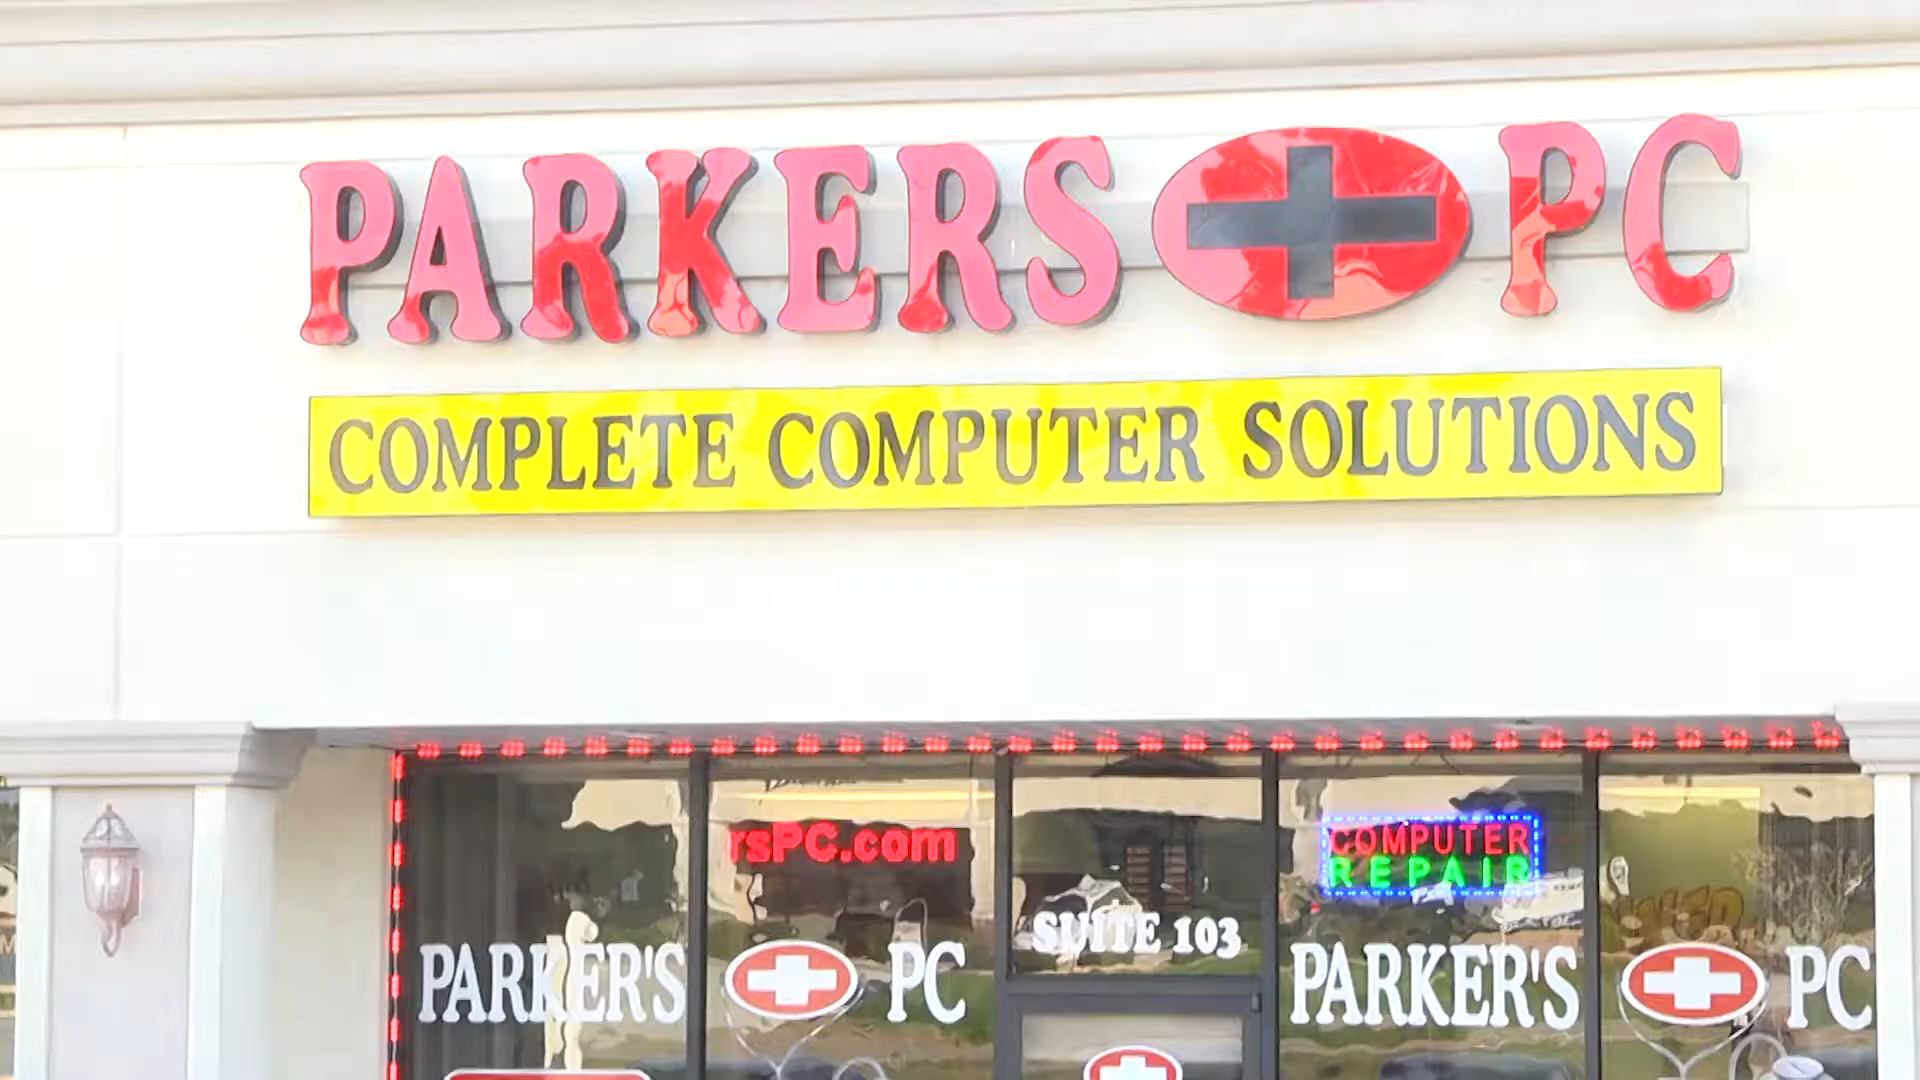 PARKERS PC
COMPLETE COMPUTER SOLUTIONS
rsPC.com
COMPUTER
REPAIR
SUITE 103
PARKER'S PC
PARKER'S PC